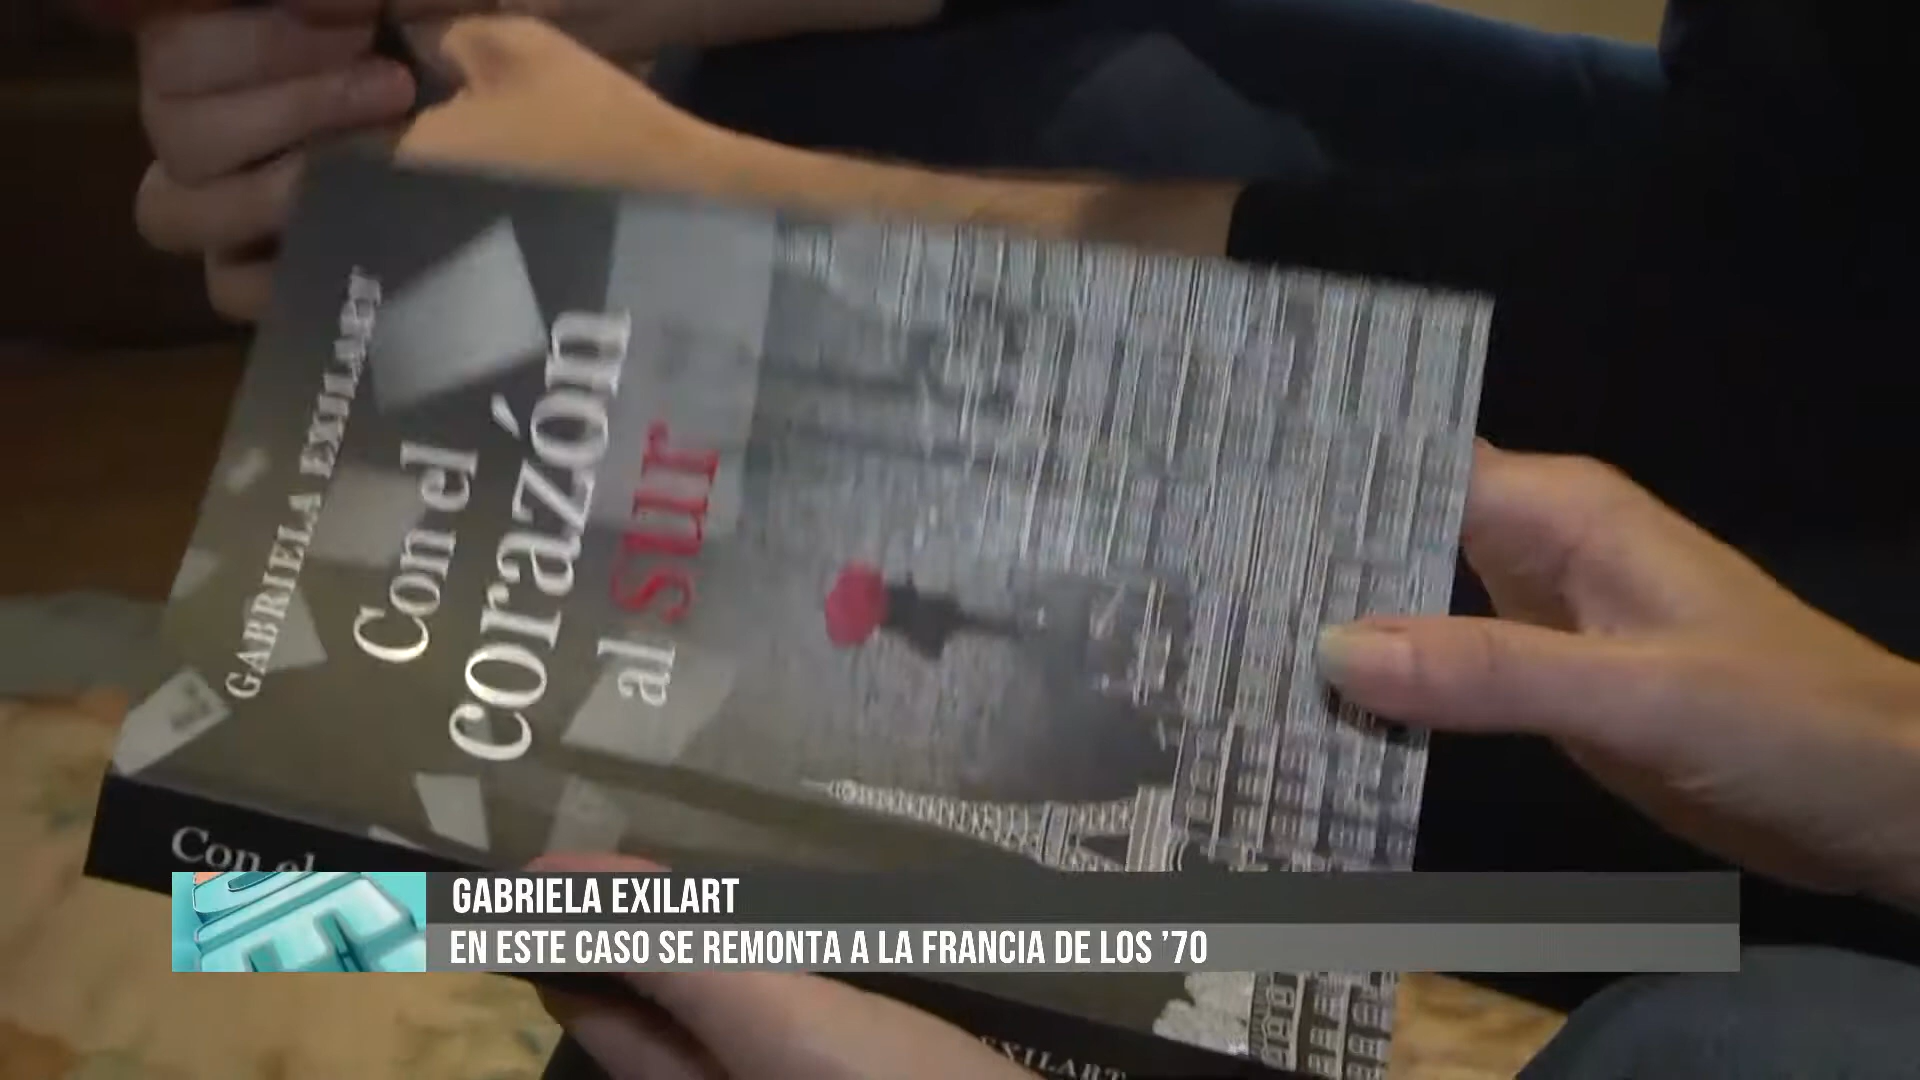 GABRIELA EXILART
Con el
corazón
al sur
Con el
EXILART
GABRIELA EXILART
EN ESTE CASO SE REMONTA A LA FRANCIA DE LOS ’70